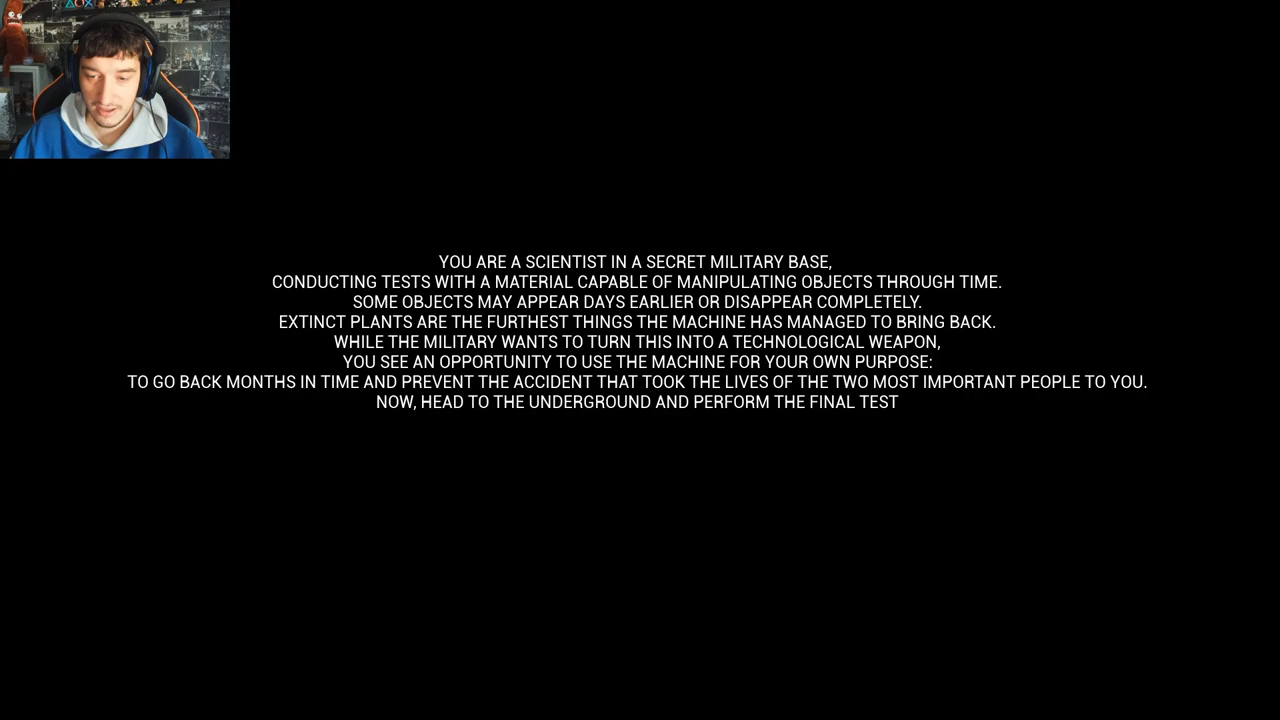 YOU ARE A SCIENTIST IN A SECRET MILITARY BASE,
CONDUCTING TESTS WITH A MATERIAL CAPABLE OF MANIPULATING OBJECTS THROUGH TIME.
SOME OBJECTS MAY APPEAR DAYS EARLIER OR DISAPPEAR COMPLETELY.
EXTINCT PLANTS ARE THE FURTHEST THINGS THE MACHINE HAS MANAGED TO BRING BACK.
WHILE THE MILITARY WANTS TO TURN THIS INTO A TECHNOLOGICAL WEAPON,
YOU SEE AN OPPORTUNITY TO USE THE MACHINE FOR YOUR OWN PURPOSE:
TO GO BACK MONTHS IN TIME AND PREVENT THE ACCIDENT THAT TOOK THE LIVES OF THE TWO MOST IMPORTANT PEOPLE TO YOU.
NOW, HEAD TO THE UNDERGROUND AND PERFORM THE FINAL TEST